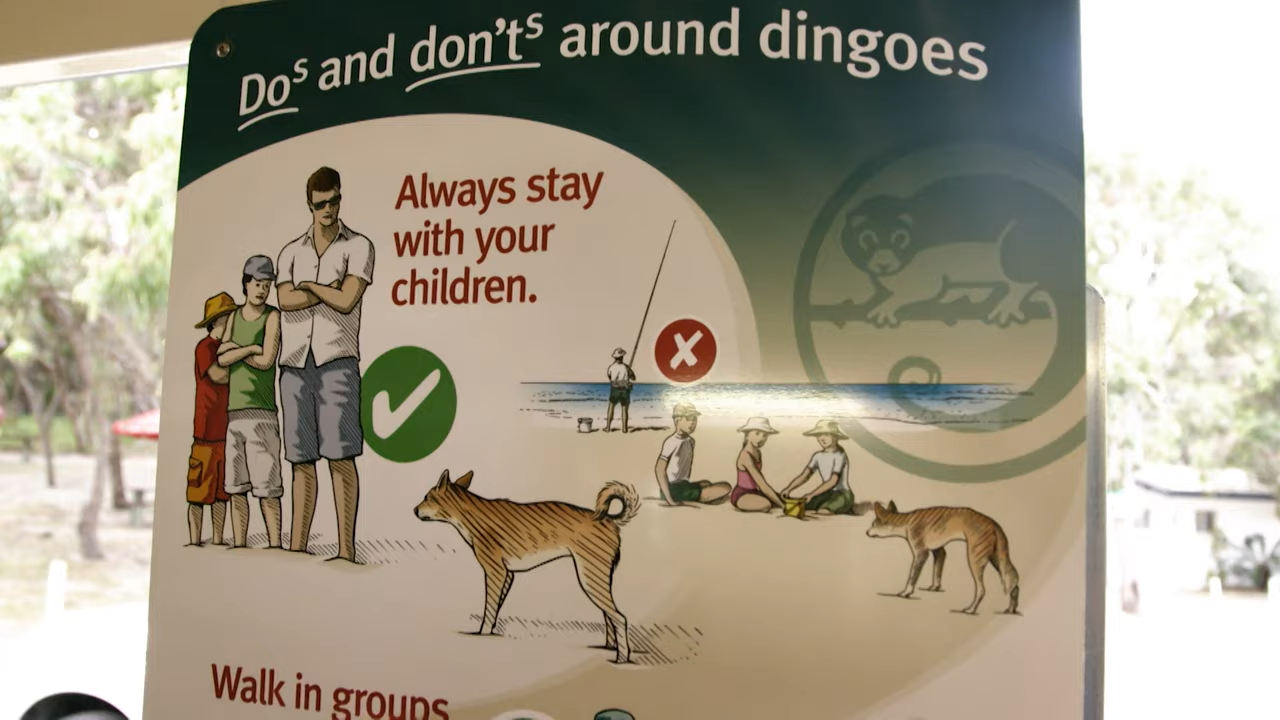 Dos and don'ts around dingoes
Always stay
with your
children.
Walk in groups